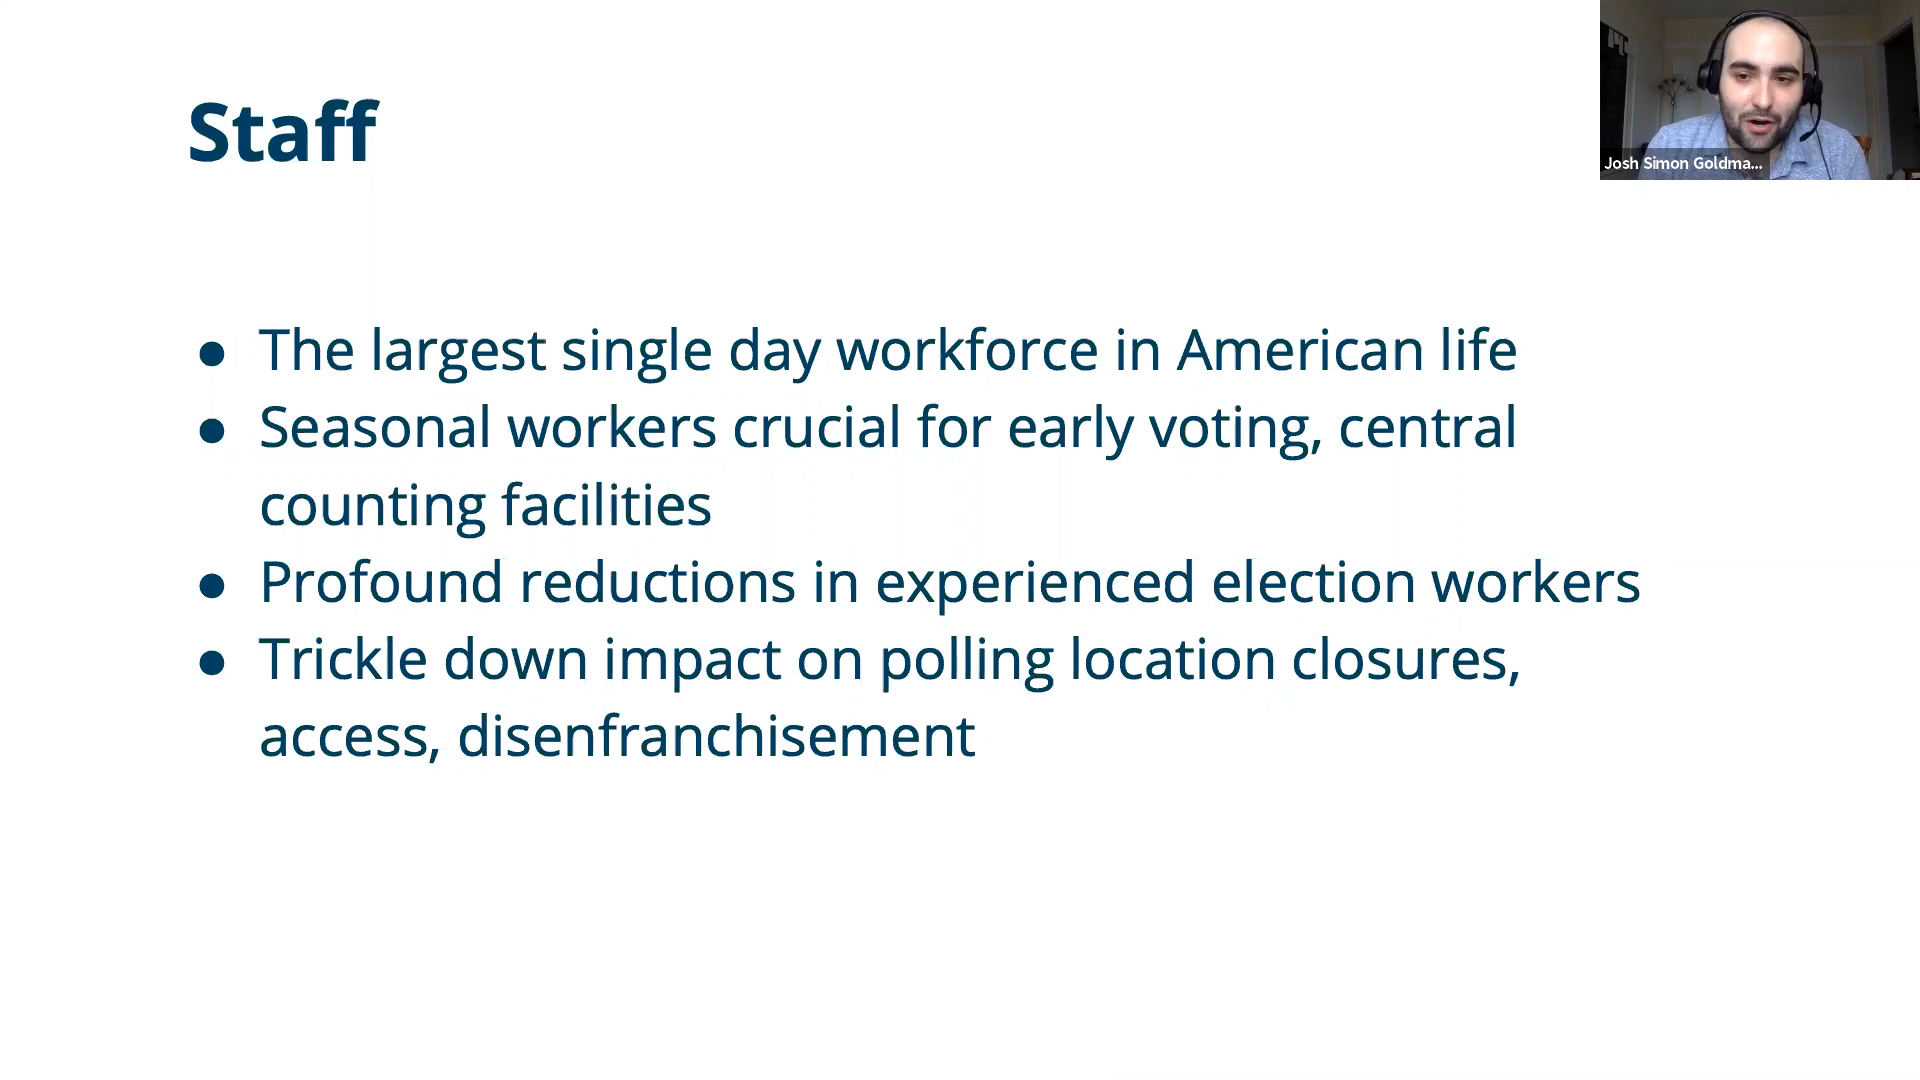 Staff
● The largest single day workforce in American life
● Seasonal workers crucial for early voting, central
counting facilities
● Profound reductions in experienced election workers
● Trickle down impact on polling location closures,
access, disenfranchisement
Josh Simon Goldma...